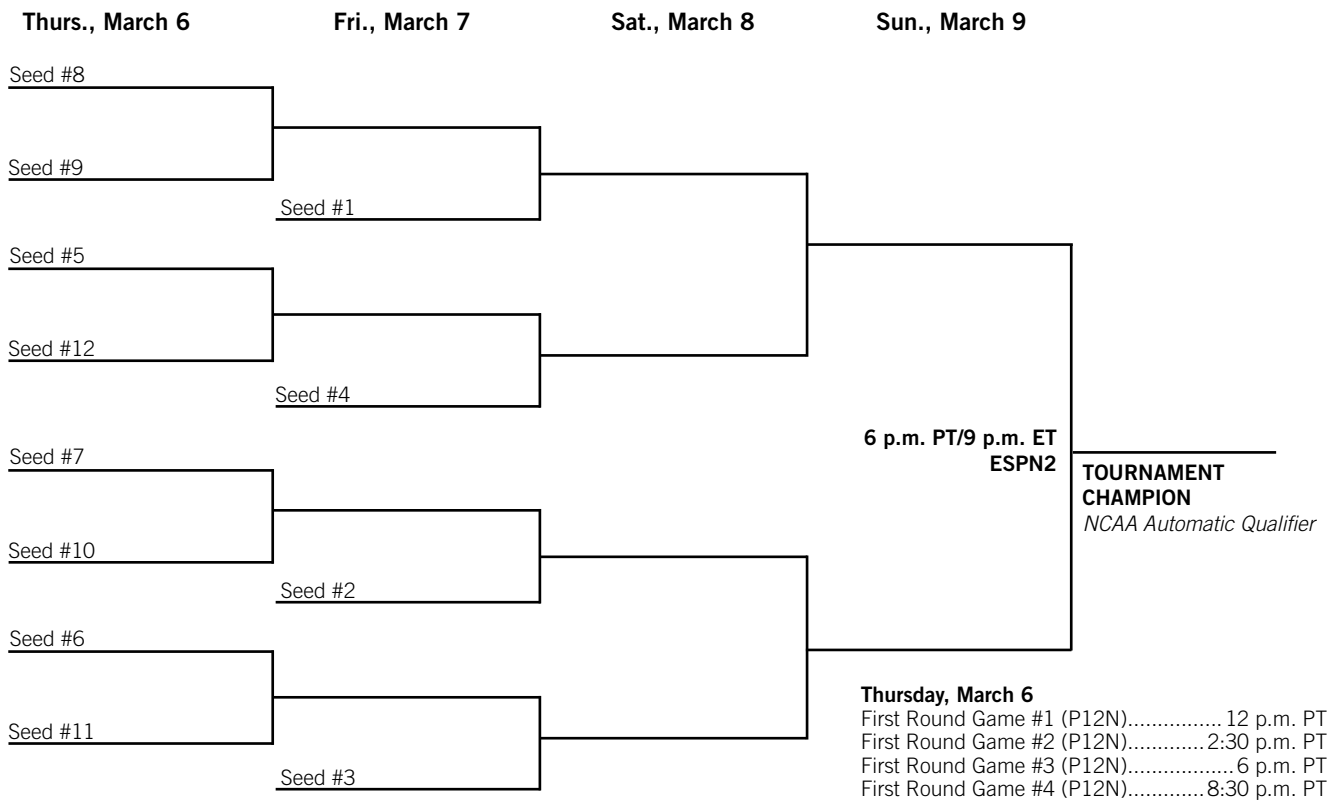 Thurs., March 6
Fri., March 7
Sat., March 8
Sun., March 9
Seed #8
Seed #9
Seed #1
Seed #5
Seed #12
Seed #4
Seed #7
Seed #10
Seed #2
Seed #6
Seed #11
Seed #3
6 p.m. PT/9 p.m. ET
ESPN2
TOURNAMENT
CHAMPION
NCAA Automatic Qualifier
Thursday, March 6
First Round Game #1 (P12N)................ 12 p.m. PT
First Round Game #2 (P12N).............2:30 p.m. PT
First Round Game #3 (P12N)..................6 p.m. PT
First Round Game #4 (P12N).............8:30 p.m. PT